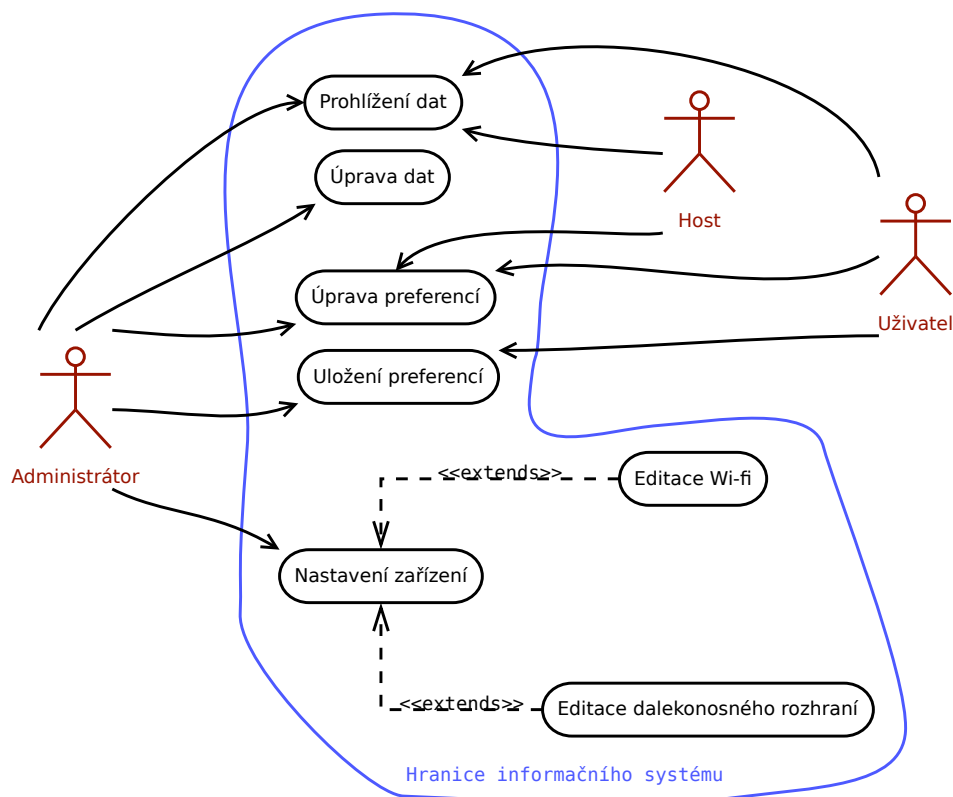 Prohlížení dat
Úprava dat
Host
Úprava preferencí
Uživatel
Uložení preferencí
Administrátor
<<extends>>
Editace Wi-fi
Nastavení zařízení
<<extends>>
Editace dalekonosného rozhraní
Hranice informačního systému